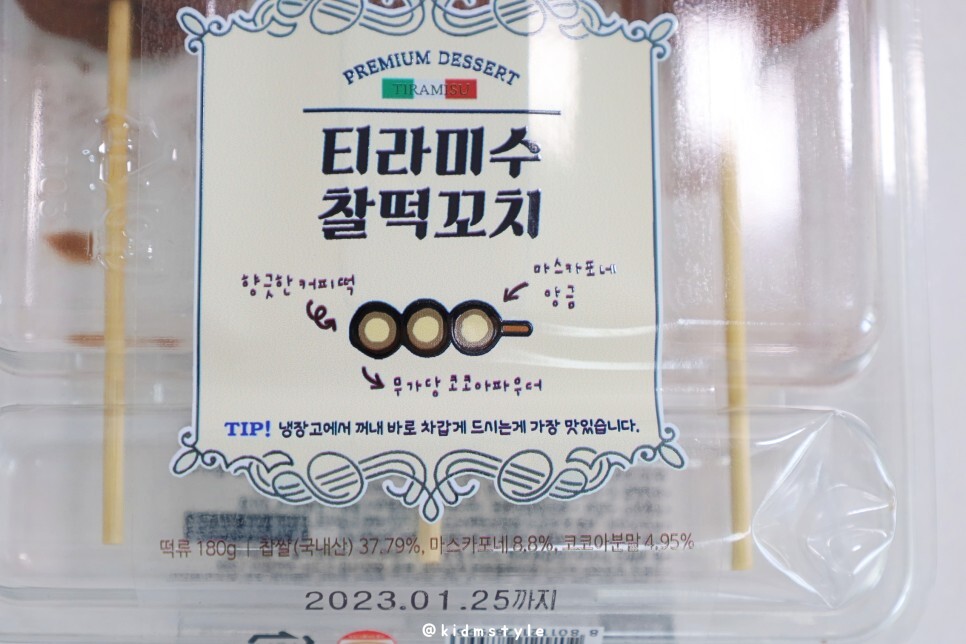 PREMIUM DESSERT
TIRAMISU
티라미수
찰떡꼬치
향긋한 커피떡
마스카포네
앙금
무가당 코코아파우더
TIP! 냉장고에서 꺼내 바로 차갑게 드시는게 가장 맛있습니다.
떡류 180g | 찹쌀(국내산) 37.79%, 마스카포네 8.8%, 코코아분말 4.95%
2023.01.25까지
@kidmstyle